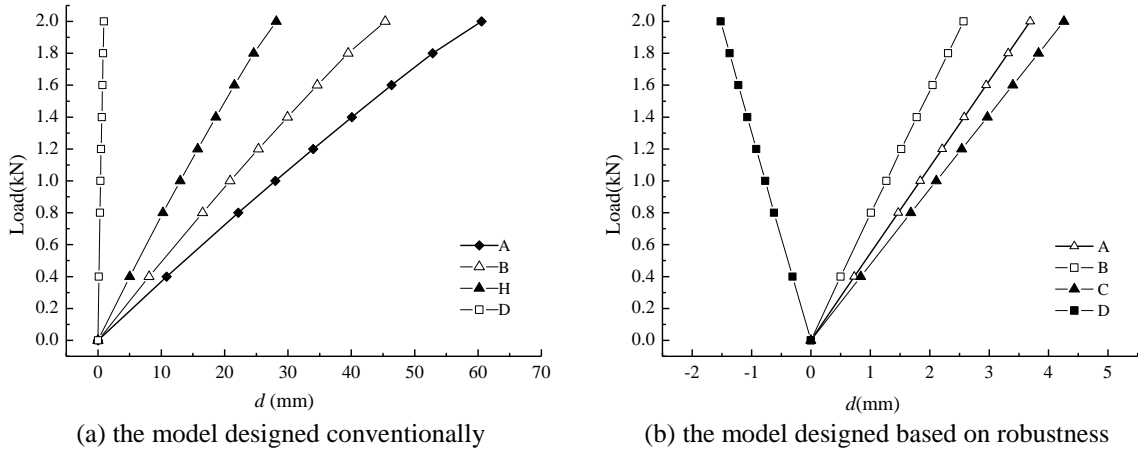 2.0
1.8
1.6
1.4
1.2
1.0
0.8
0.6
0.4
0.2
0.0
Load(kN)
A
B
H
D
0 10 20 30 40 50 60 70
d (mm)
(a) the model designed conventionally
2.0
1.8
1.6
1.4
1.2
1.0
0.8
0.6
0.4
0.2
0.0
Load(kN)
A
B
C
D
-2 -1 0 1 2 3 4 5
d(mm)
(b) the model designed based on robustness